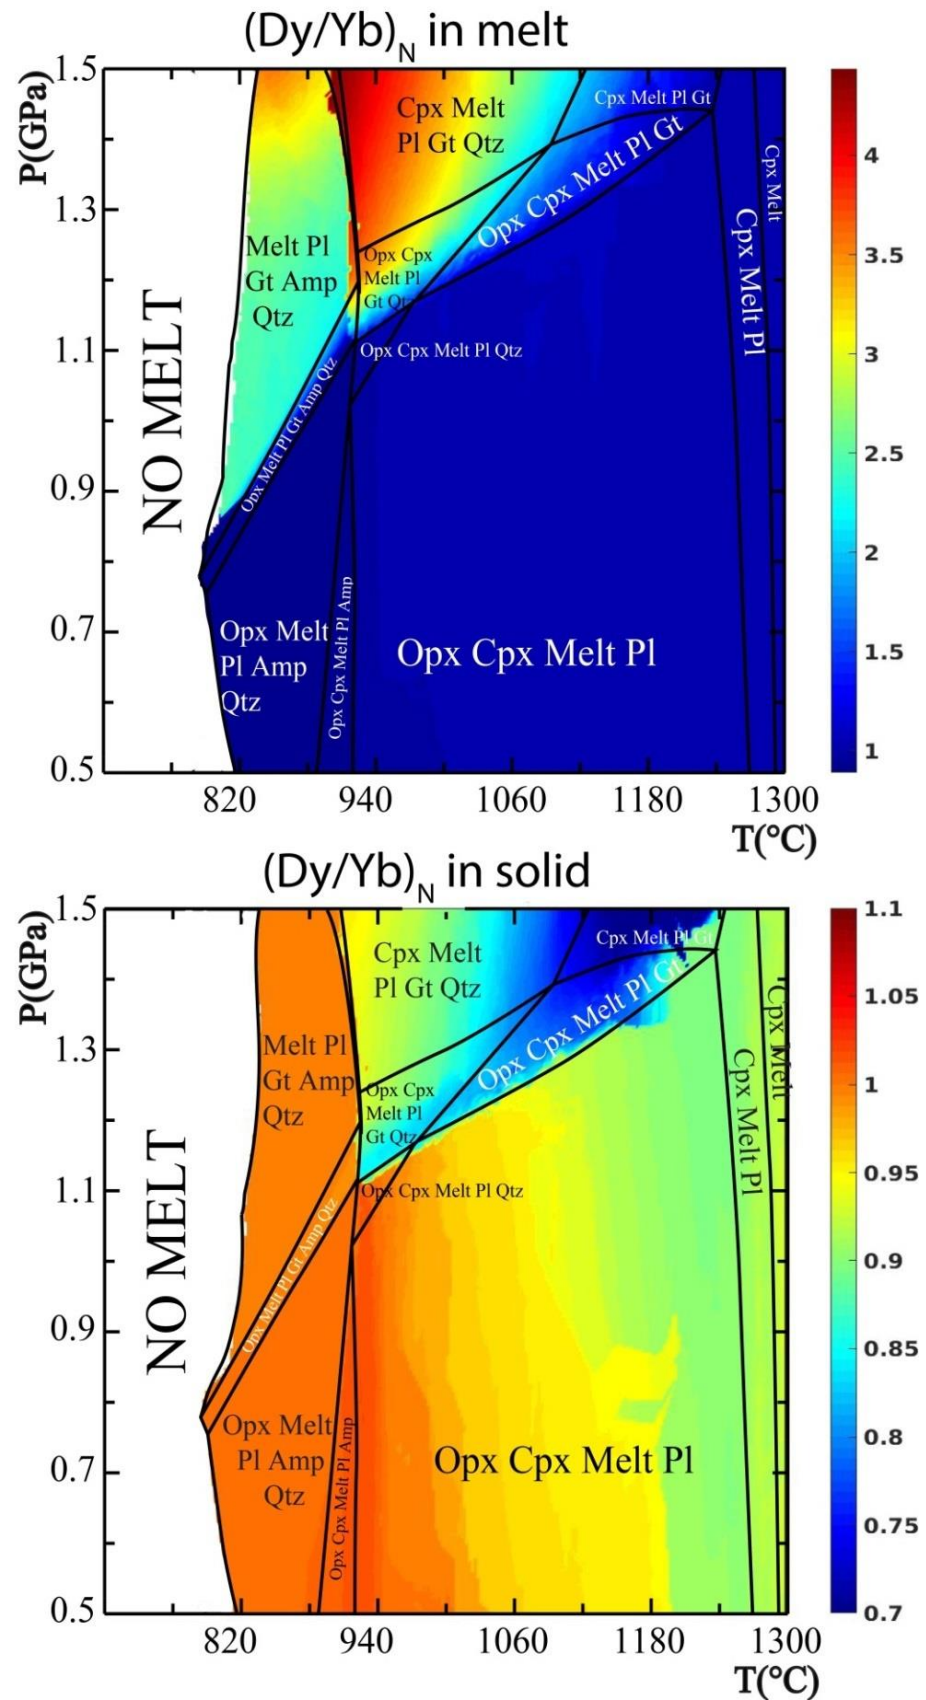 (Dy/Yb)N in melt
P(GPa)
1.5
1.3
1.1
0.9
0.7
0.5
NO MELT
Melt Pl
Gt Amp
Qtz
Cpx Melt
Pl Gt Qtz
Cpx Melt Pl Gt
Opx Cpx Melt Pl Gt
Opx Cpx
Melt Pl
Gt Qtz
Opx Cpx Melt Pl Qtz
Opx Melt Pl Gt Amp Qtz
Opx Melt
Pl Amp
Qtz
Opx Cpx Melt Pl Amp
Opx Cpx Melt Pl
Cpx Melt Pl
Cpx Melt
820
940
1060
1180
1300
T(°C)
4
3.5
3
2.5
2
1.5
1
(Dy/Yb)N in solid
P(GPa)
1.5
1.3
1.1
0.9
0.7
0.5
NO MELT
Melt Pl
Gt Amp
Qtz
Cpx Melt
Pl Gt Qtz
Cpx Melt Pl Gt
Opx Cpx Melt Pl Gt
Opx Cpx
Melt Pl
Gt Qtz
Opx Cpx Melt Pl Qtz
Opx Melt Pl Gt Amp Qtz
Opx Melt
Pl Amp
Qtz
Opx Cpx Melt Pl Amp
Opx Cpx Melt Pl
Cpx Melt Pl
Cpx Melt
820
940
1060
1180
1300
T(°C)
1.1
1.05
1
0.95
0.9
0.85
0.8
0.75
0.7